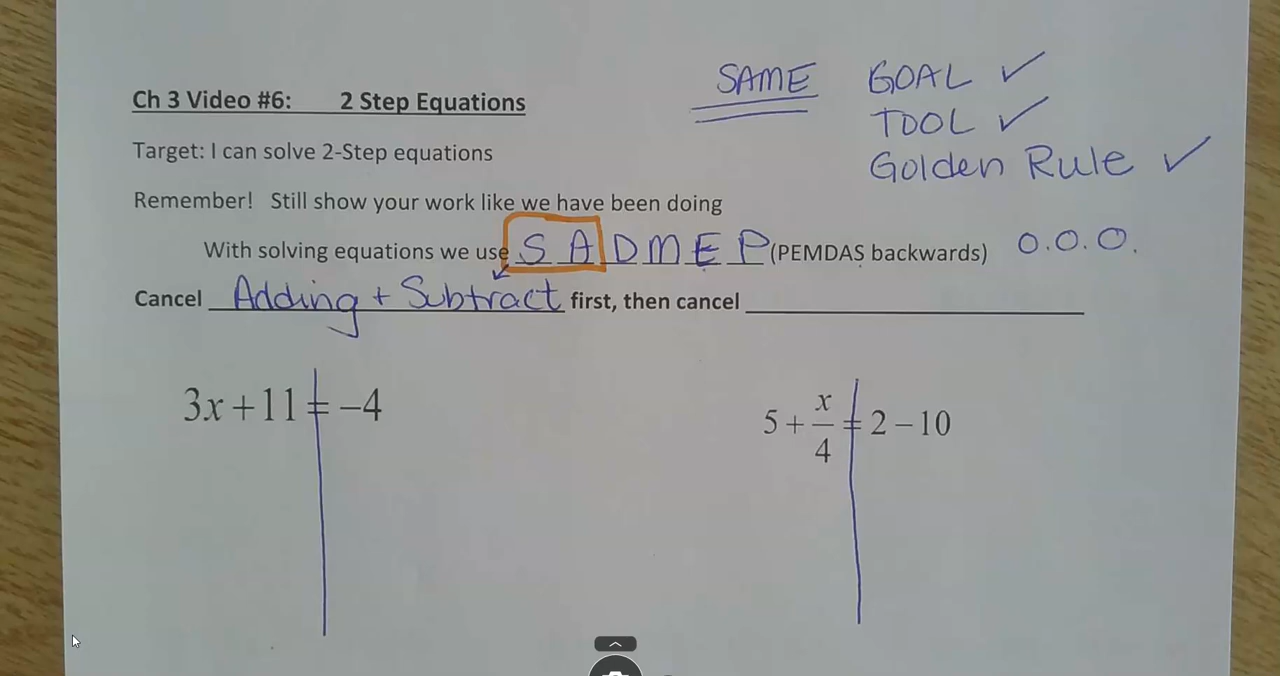 Ch 3 Video #6: 2 Step Equations
SAME GOAL ✓
TOOL ✓
Golden Rule ✓
Target: I can solve 2-Step equations
Remember! Still show your work like we have been doing
With solving equations we use S A D M E P (PEMDAS backwards) O.O.O.
Cancel Adding + Subtract first, then cancel
3x + 11 = -4
5 + x/4 = 2 - 10